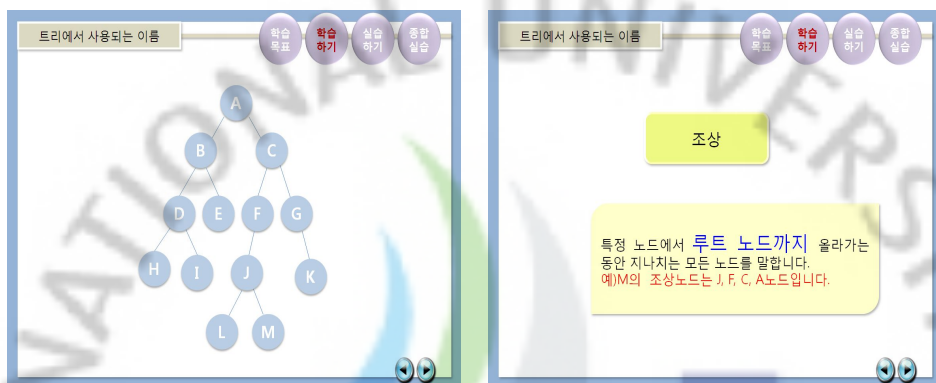 트리에서 사용되는 이름
학습
목표
학습
하기
실습
하기
종합
실습
A
B
C
D
E
F
G
H
I
J
K
L
M
트리에서 사용되는 이름
학습
목표
학습
하기
실습
하기
종합
실습
조상
특정 노드에서 루트 노드까지 올라가는
동안 지나치는 모든 노드를 말합니다.
예)M의 조상노드는 J, F, C, A노드입니다.
NATIONAL UNIVERS